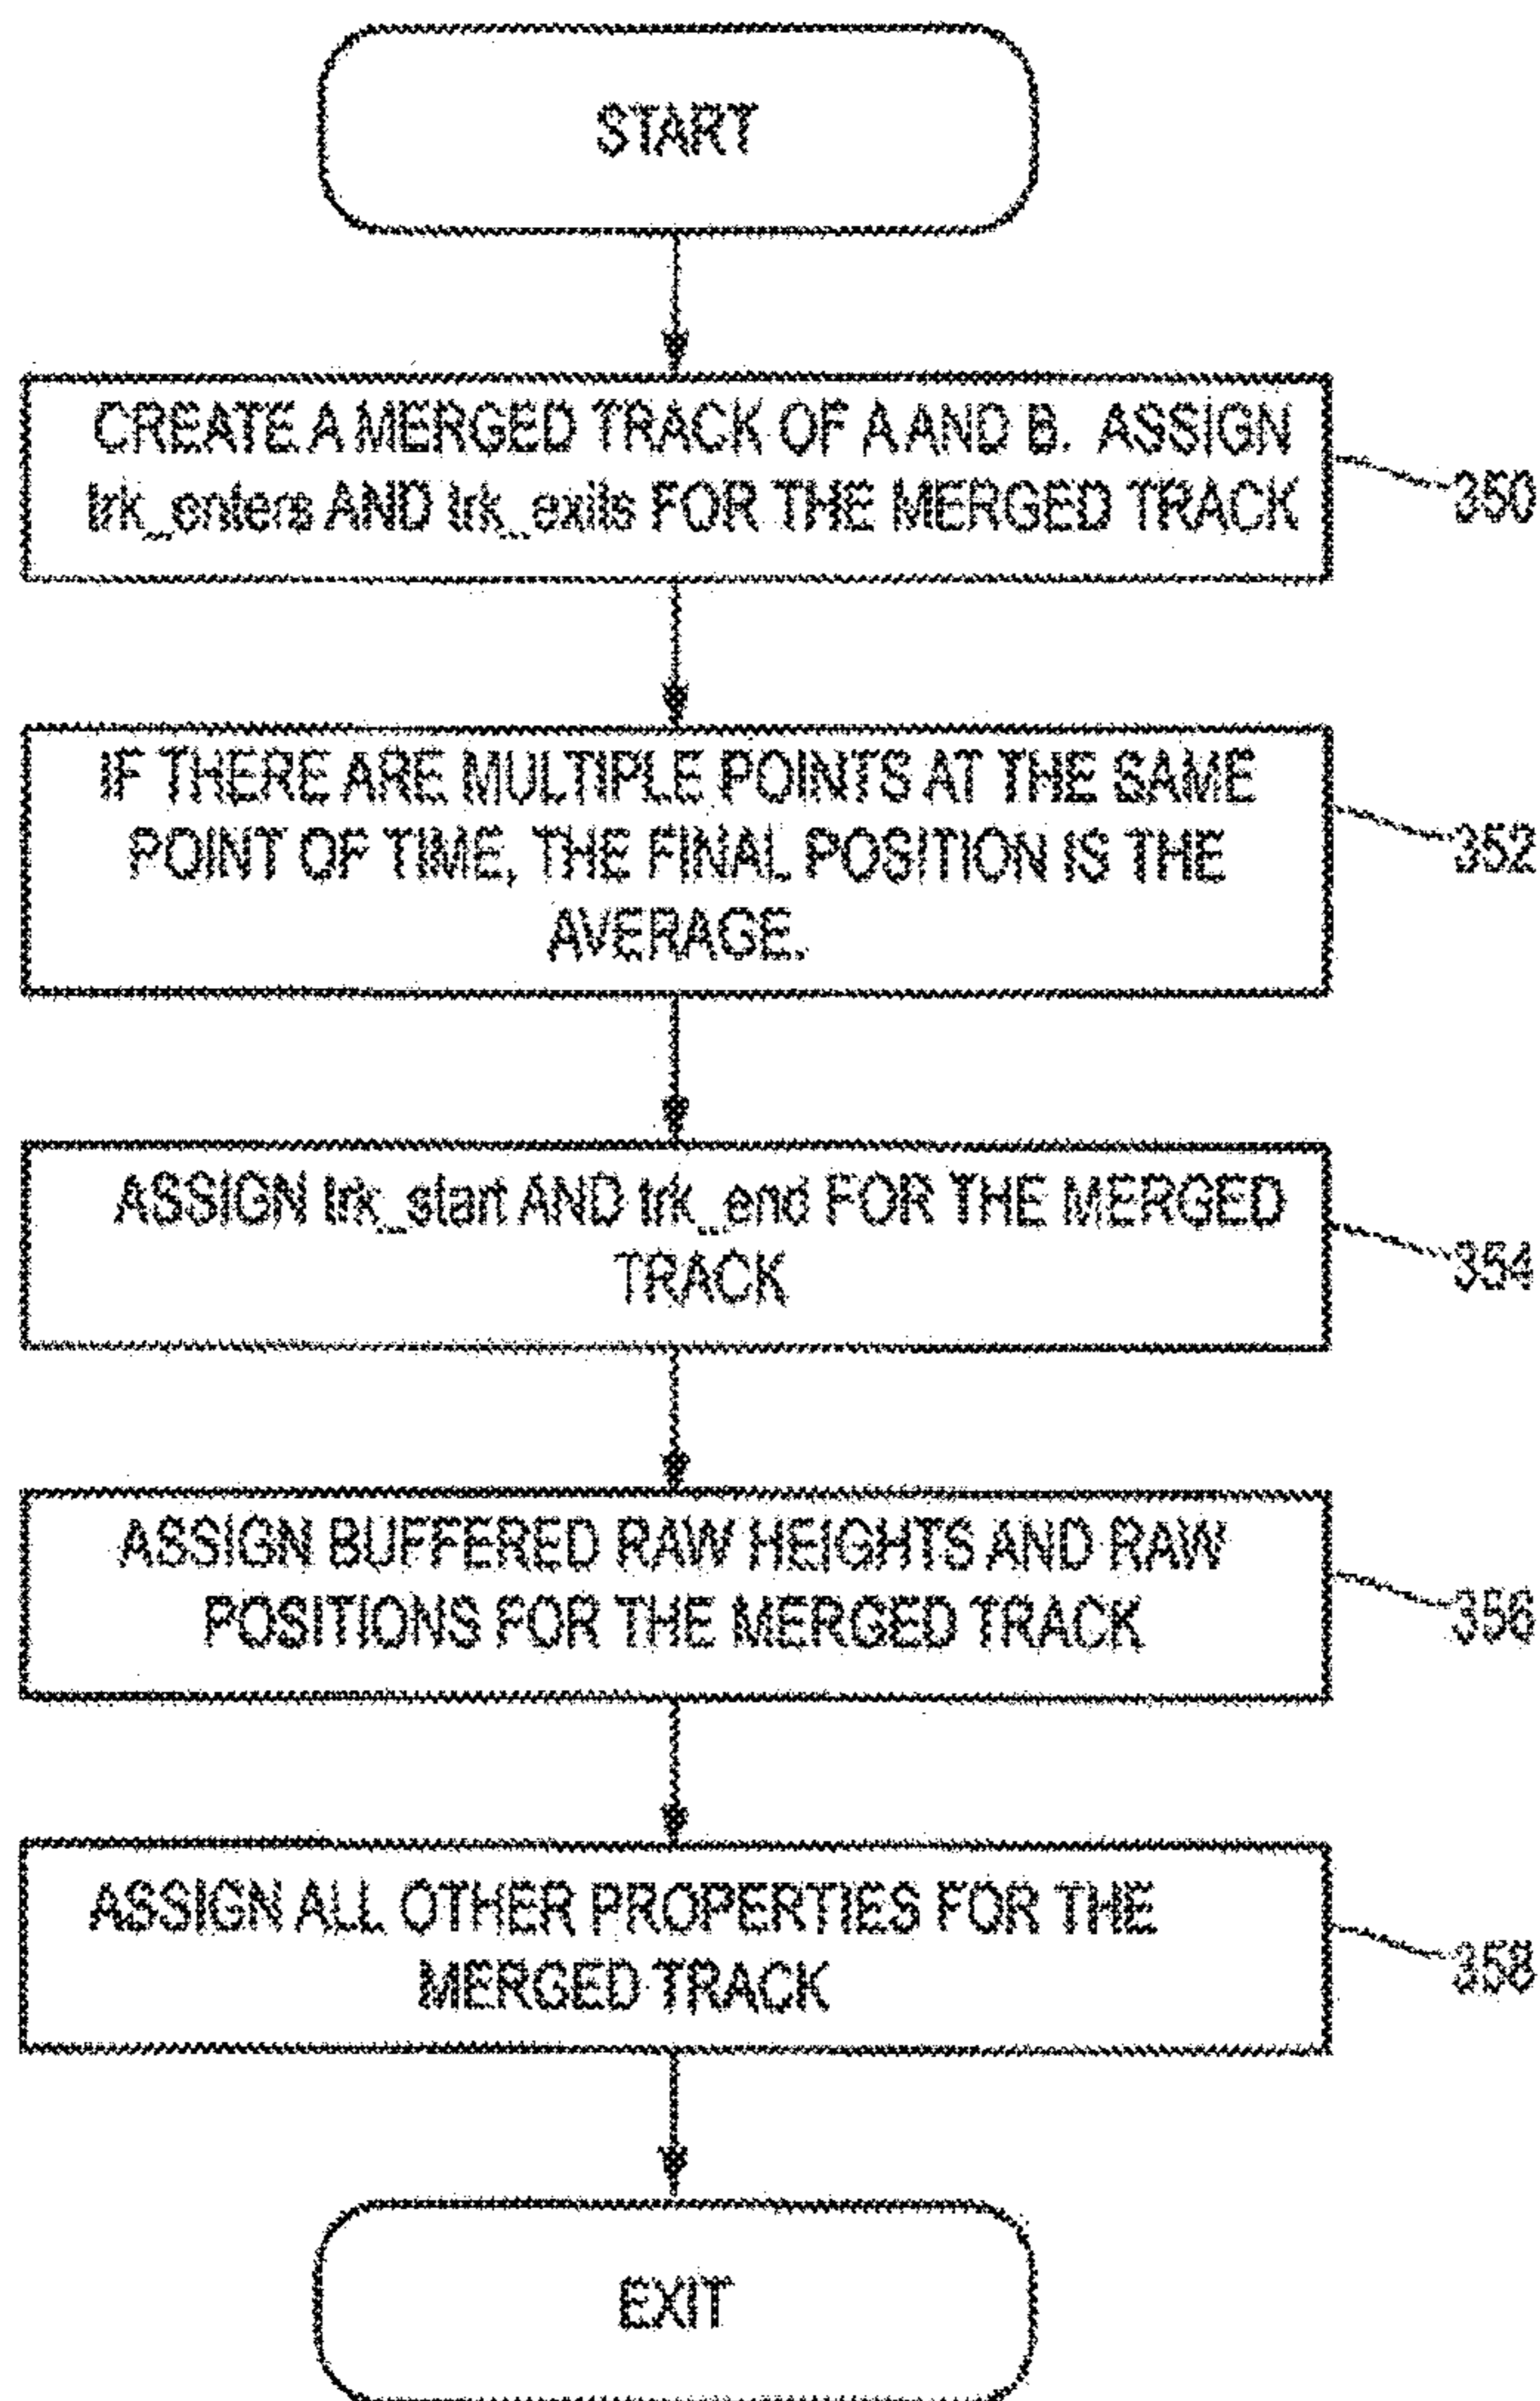 START
CREATE A MERGED TRACK OF A AND B. ASSIGN
trk_enters AND trk_exits FOR THE MERGED TRACK
350
IF THERE ARE MULTIPLE POINTS AT THE SAME
POINT OF TIME, THE FINAL POSITION IS THE
AVERAGE.
352
ASSIGN trk_start AND trk_end FOR THE MERGED
TRACK
354
ASSIGN BUFFERED RAW HEIGHTS AND RAW
POSITIONS FOR THE MERGED TRACK
356
ASSIGN ALL OTHER PROPERTIES FOR THE
MERGED TRACK
358
EXIT